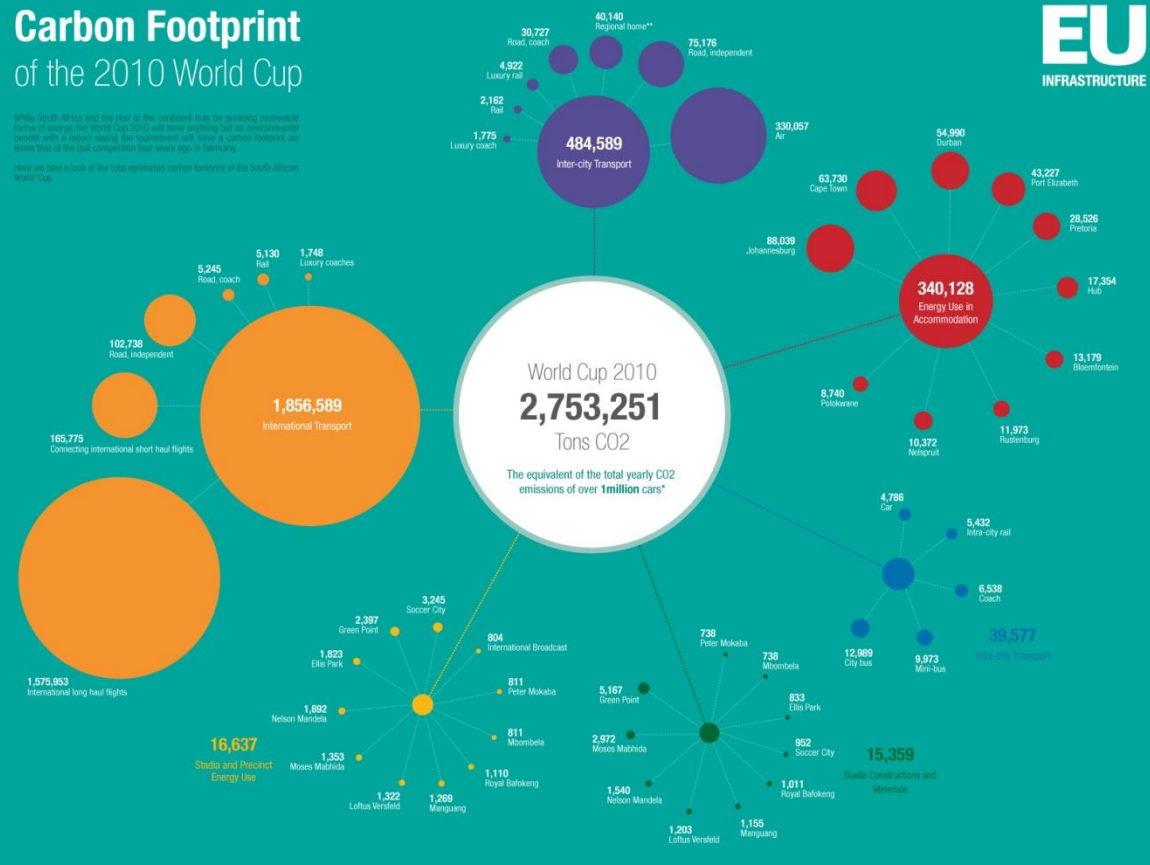 Carbon Footprint
of the 2010 World Cup
While South Africa and the rest of the continent may be pursuing renewable
forms of energy, the World Cup 2010 will have anything but an environmental
benefit with a report saying the tournament will have a carbon footprint six
times that of the last competition four years ago in Germany.
Here we take a look at the total estimated carbon footprint of the South African
World Cup
EU
INFRASTRUCTURE
40,140
Regional home**
30,727
Road, coach
75,176
Road, independent
4,922
Luxury rail
2,162
Rail
1,775
Luxury coach
484,589
Inter-city Transport
330,057
Air
54,990
Durban
63,730
Cape Town
43,227
Port Elizabeth
28,526
Pretoria
88,039
Johannesburg
17,354
Hub
340,128
Energy Use in
Accommodation
13,179
Bloemfontein
8,740
Polokwane
11,973
Rustenburg
10,372
Nelspruit
1,748
Luxury coaches
5,130
Rail
5,245
Road, coach
102,738
Road, independent
165,775
Connecting international short haul flights
1,856,589
International Transport
1,575,953
International long haul flights
World Cup 2010
2,753,251
Tons CO2
The equivalent of the total yearly CO2
emissions of over 1million cars*
4,786
Car
5,432
Intra-city rail
6,538
Coach
39,577
Intra-city Transport
12,989
City bus
9,973
Mini-bus
3,245
Soccer City
2,397
Green Point
804
International Broadcast
1,823
Ellis Park
811
Peter Mokaba
1,692
Nelson Mandela
811
Mbombela
16,637
Stadia and Precinct
Energy Use
1,353
Moses Mabhida
1,110
Royal Bafokeng
1,322
Loftus Versfeld
1,269
Manguang
738
Peter Mokaba
738
Mbombela
5,167
Green Point
833
Ellis Park
2,972
Moses Mabhida
952
Soccer City
15,359
Stadia Constructions and
Materials
1,540
Nelson Mandela
1,011
Royal Bafokeng
1,203
Loftus Versfeld
1,155
Manguang